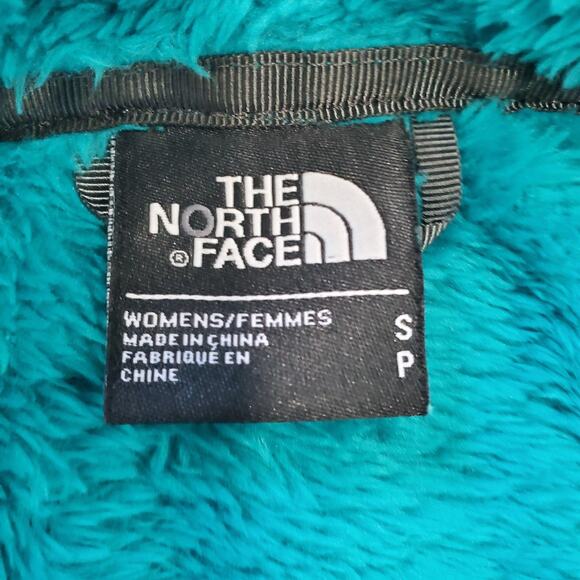 THE
NORTH
® FACE
WOMENS/FEMMES
MADE IN CHINA
FABRIQUÉ EN
CHINE
S
P